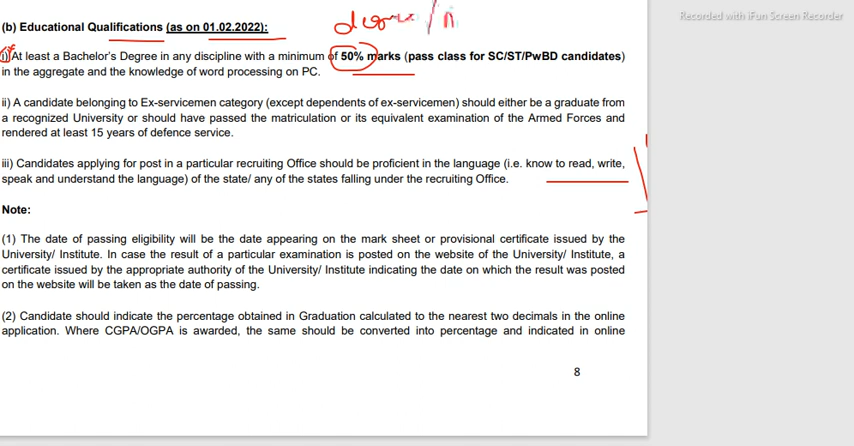 Recorded with iFun Screen Recorder
(b) Educational Qualifications (as on 01.02.2022):
i) At least a Bachelor's Degree in any discipline with a minimum of 50% marks (pass class for SC/ST/PwBD candidates)
in the aggregate and the knowledge of word processing on PC.
ii) A candidate belonging to Ex-servicemen category (except dependents of ex-servicemen) should either be a graduate from
a recognized University or should have passed the matriculation or its equivalent examination of the Armed Forces and
rendered at least 15 years of defence service.
iii) Candidates applying for post in a particular recruiting Office should be proficient in the language (i.e. know to read, write,
speak and understand the language) of the state/ any of the states falling under the recruiting Office.
Note:
(1) The date of passing eligibility will be the date appearing on the mark sheet or provisional certificate issued by the
University/ Institute. In case the result of a particular examination is posted on the website of the University/ Institute, a
certificate issued by the appropriate authority of the University/ Institute indicating the date on which the result was posted
on the website will be taken as the date of passing.
(2) Candidate should indicate the percentage obtained in Graduation calculated to the nearest two decimals in the online
application. Where CGPA/OGPA is awarded, the same should be converted into percentage and indicated in online
8